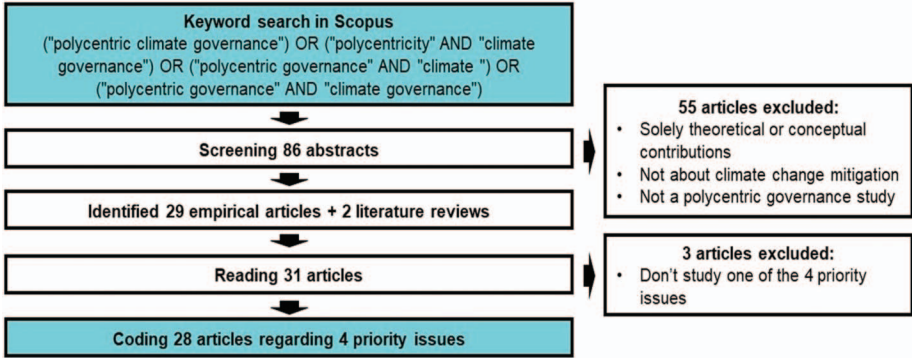 Keyword search in Scopus
("polycentric climate governance") OR ("polycentricity" AND "climate
governance") OR ("polycentric governance" AND "climate ") OR
("polycentric governance" AND "climate governance")
Screening 86 abstracts
55 articles excluded:
• Solely theoretical or conceptual
contributions
• Not about climate change mitigation
• Not a polycentric governance study
Identified 29 empirical articles + 2 literature reviews
Reading 31 articles
3 articles excluded:
• Don't study one of the 4 priority
issues
Coding 28 articles regarding 4 priority issues